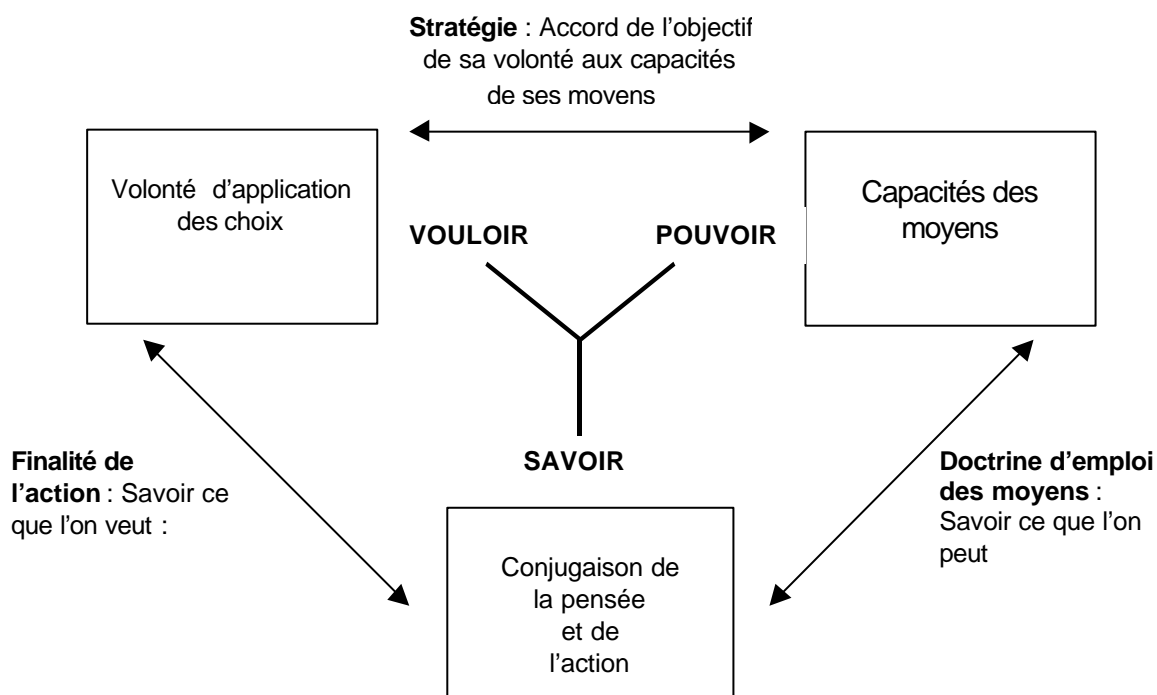 Stratégie : Accord de l’objectif
de sa volonté aux capacités
de ses movens
Volonté d’application
des choix
Capacités des
moyens
VOULOIR
POUVOIR
SAVOIR
Finalité de
l’action : Savoir ce
que l’on veut :
Doctrine d’emploi
des moyens :
Savoir ce que l’on
peut
Conjugaison de
la pensée
et de
l’action